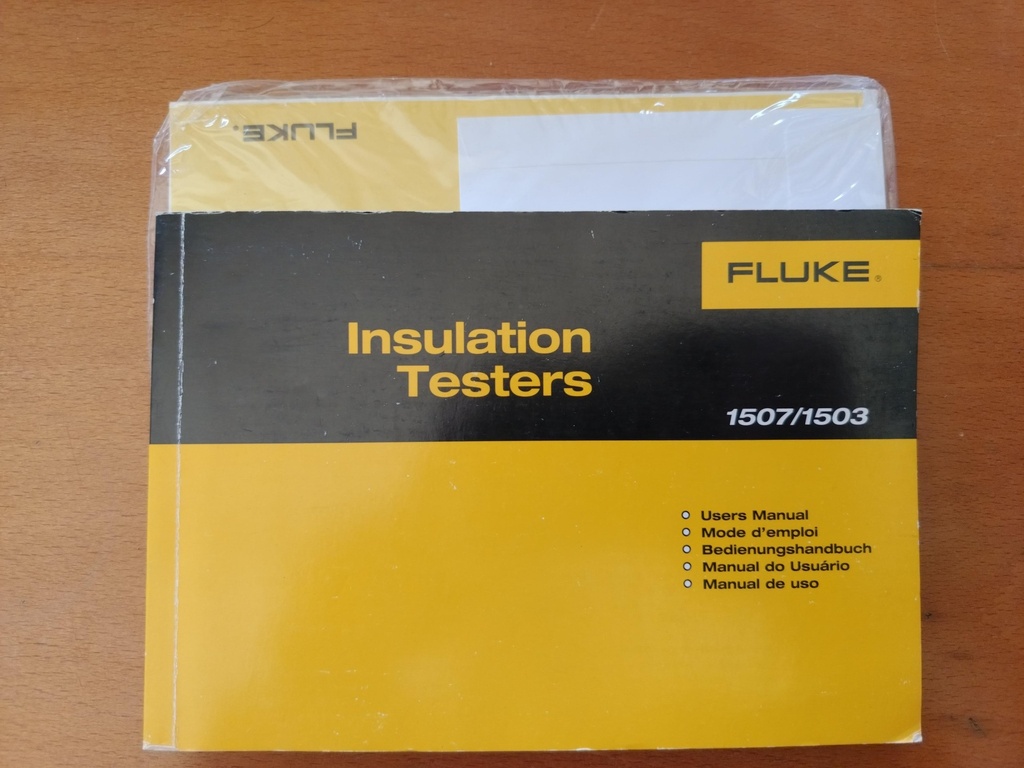 FLUKE®
FLUKE®
Insulation
Testers
1507/1503
Users Manual
Mode d'emploi
Bedienungshandbuch
Manual do Usuário
Manual de uso